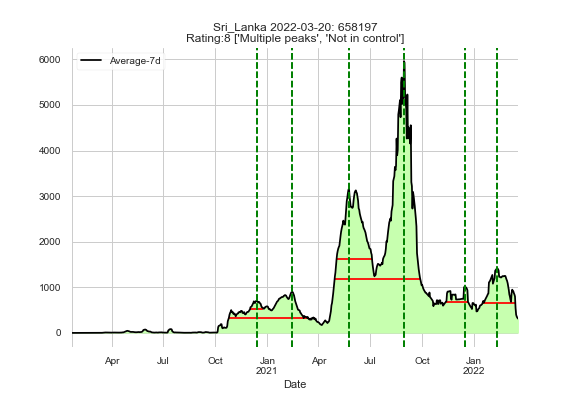 Sri_Lanka 2022-03-20: 658197
Rating:8 ['Multiple peaks', 'Not in control']
Average-7d
6000
5000
4000
3000
2000
1000
0
Apr Jul Oct Jan Apr Jul Oct Jan
2021 2022
Date